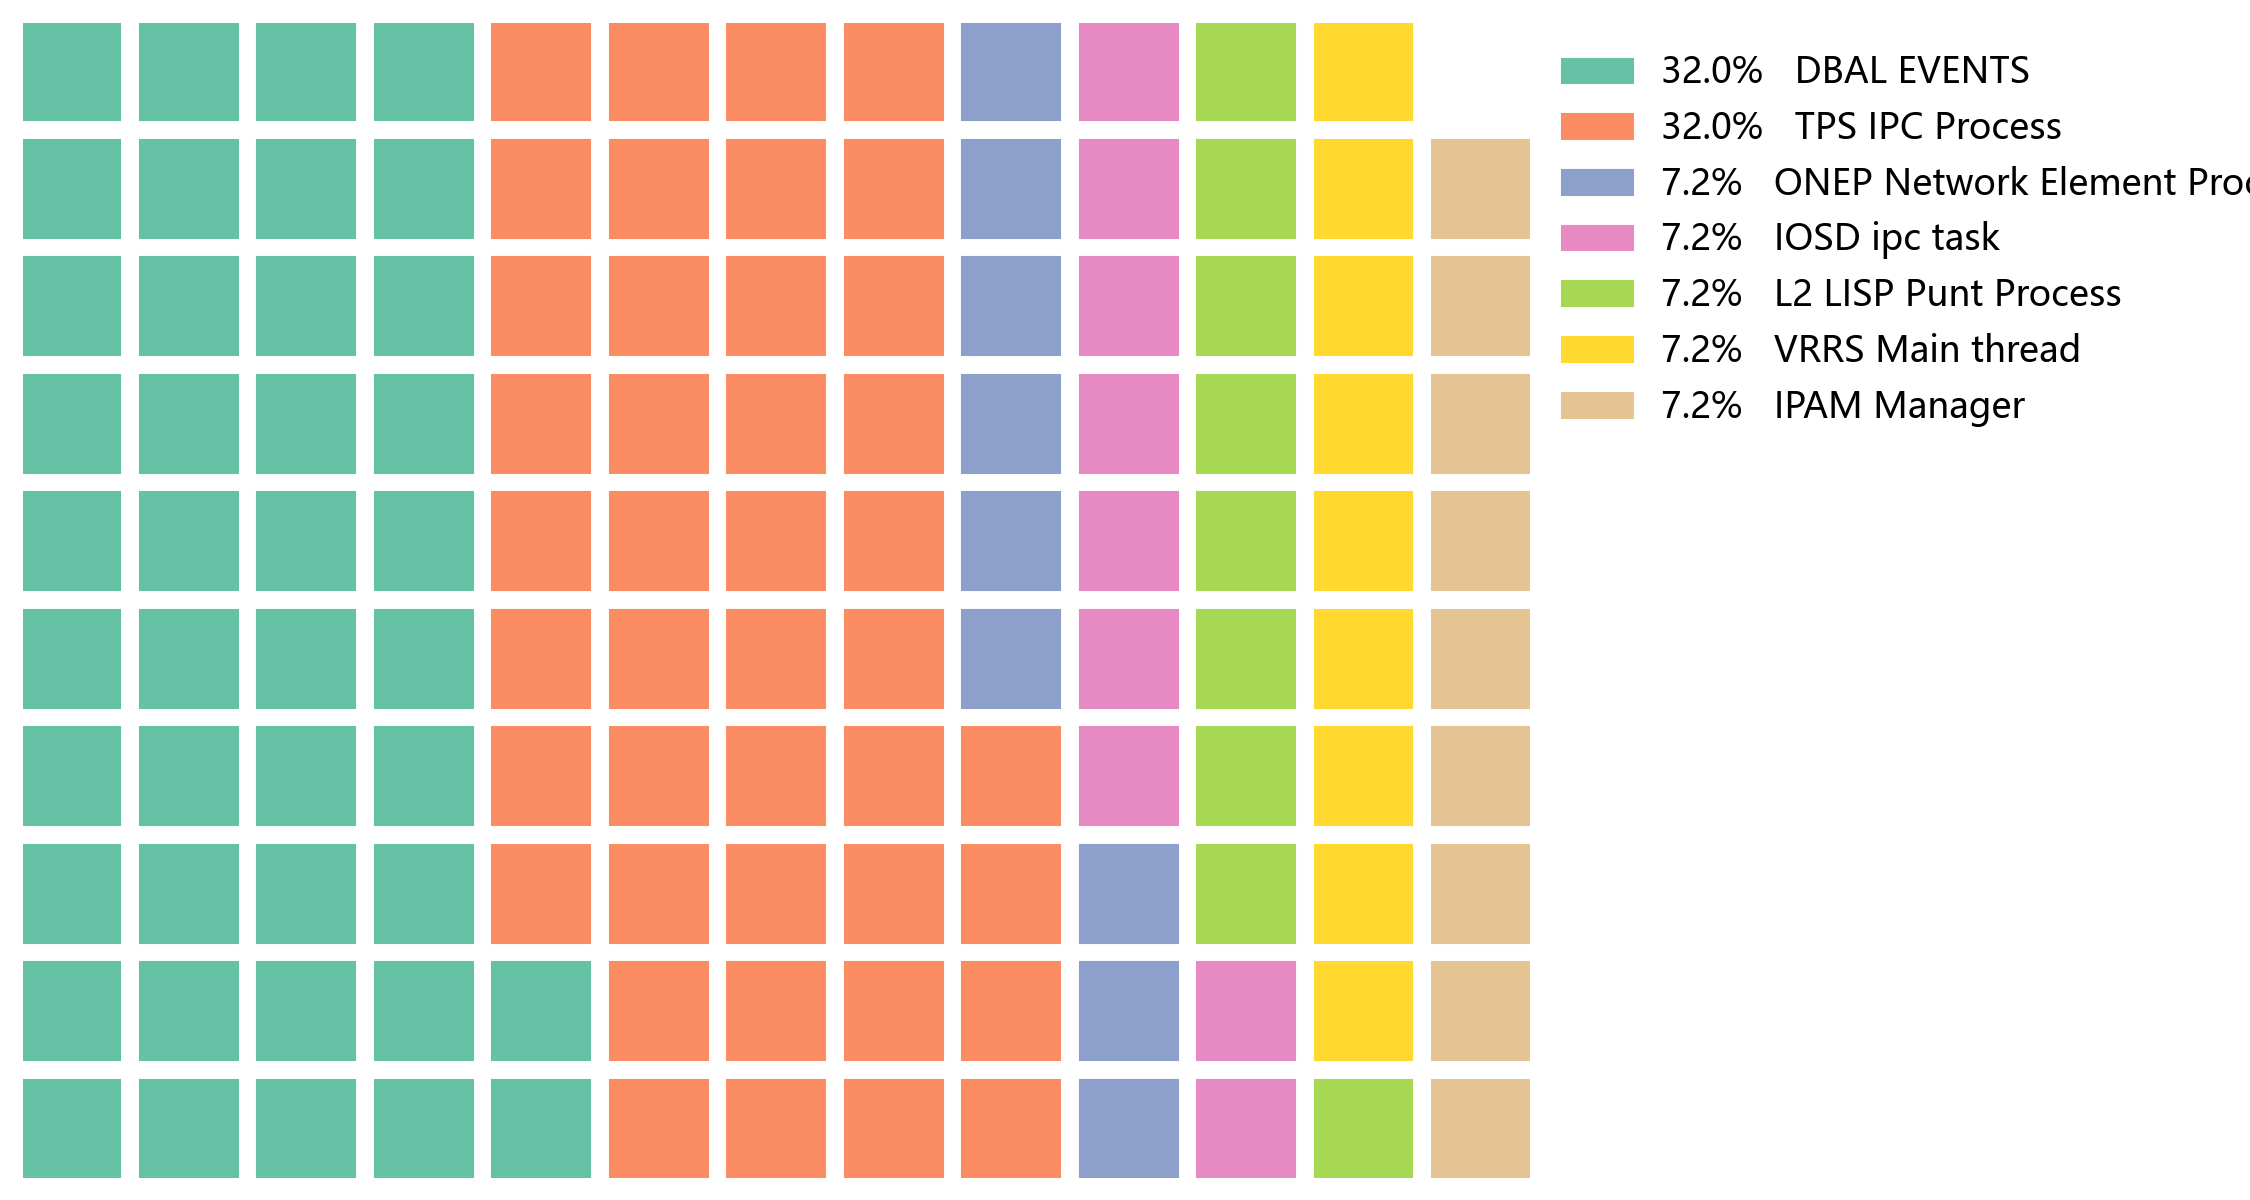 32.0% DBAL EVENTS
32.0% TPS IPC Process
7.2% ONEP Network Element
7.2% IOSD ipc task
7.2% L2 LISP Punt Process
7.2% VRRS Main thread
7.2% IPAM Manager